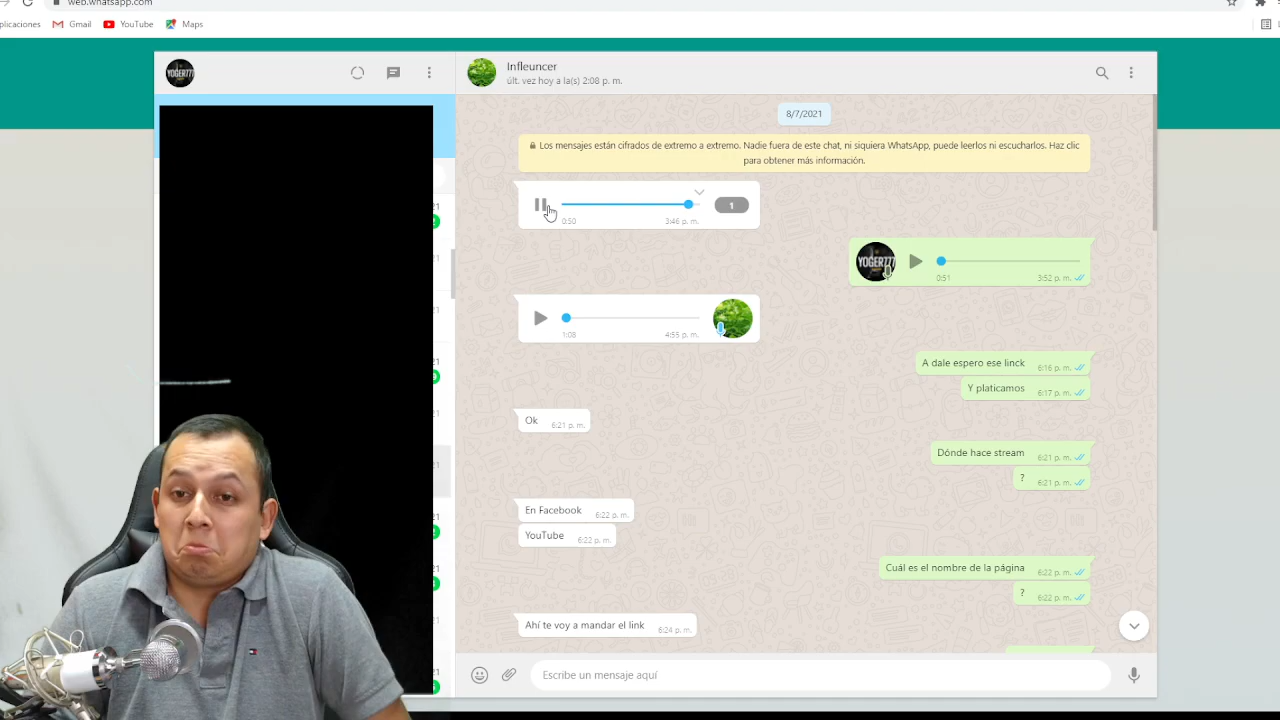 web.whatsapp.com
plicaciones Gmail YouTube Maps
YOGER777
Infleuncer
últ. vez hoy a la(s) 2:08 p. m.
8/7/2021
Los mensajes están cifrados de extremo a extremo. Nadie fuera de este chat, ni siquiera WhatsApp, puede leerlos ni escucharlos. Haz clic
para obtener más información.
1
0:50 3:46 p. m.
YOGER777
0:51 3:52 p. m.
1:08 4:55 p. m.
A dale espero ese linck 6:16 p. m.
Y platicamos 6:17 p. m.
Ok 6:21 p. m.
Dónde hace stream 6:21 p. m.
? 6:21 p. m.
En Facebook 6:22 p. m.
YouTube 6:22 p. m.
Cuál es el nombre de la página 6:22 p. m.
? 6:22 p. m.
Ahí te voy a mandar el link 6:24 p. m.
Escribe un mensaje aquí